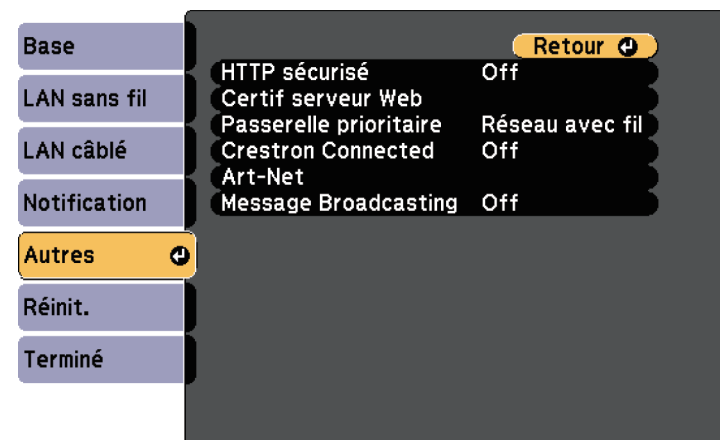 Base
LAN sans fil
LAN câblé
Notification
Autres
Réinit.
Terminé
Retour
HTTP sécurisé Off
Certif serveur Web
Passerelle prioritaire Réseau avec fil
Crestron Connected Off
Art-Net
Message Broadcasting Off